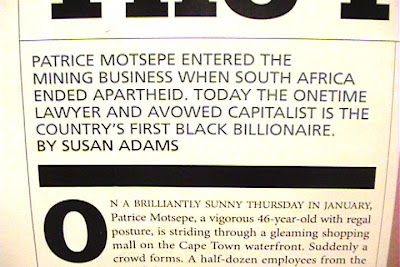 PATRICE MOTSEPE ENTERED THE
MINING BUSINESS WHEN SOUTH AFRICA
ENDED APARTHEID. TODAY THE ONETIME
LAWYER AND AVOWED CAPITALIST IS THE
COUNTRY'S FIRST BLACK BILLIONAIRE.
BY SUSAN ADAMS
ON A BRILLIANTLY SUNNY THURSDAY IN JANUARY,
Patrice Motsepe, a vigorous 46-year-old with regal
posture, is striding through a gleaming shopping
mall on the Cape Town waterfront. Suddenly a
crowd forms. A half-dozen employees from the